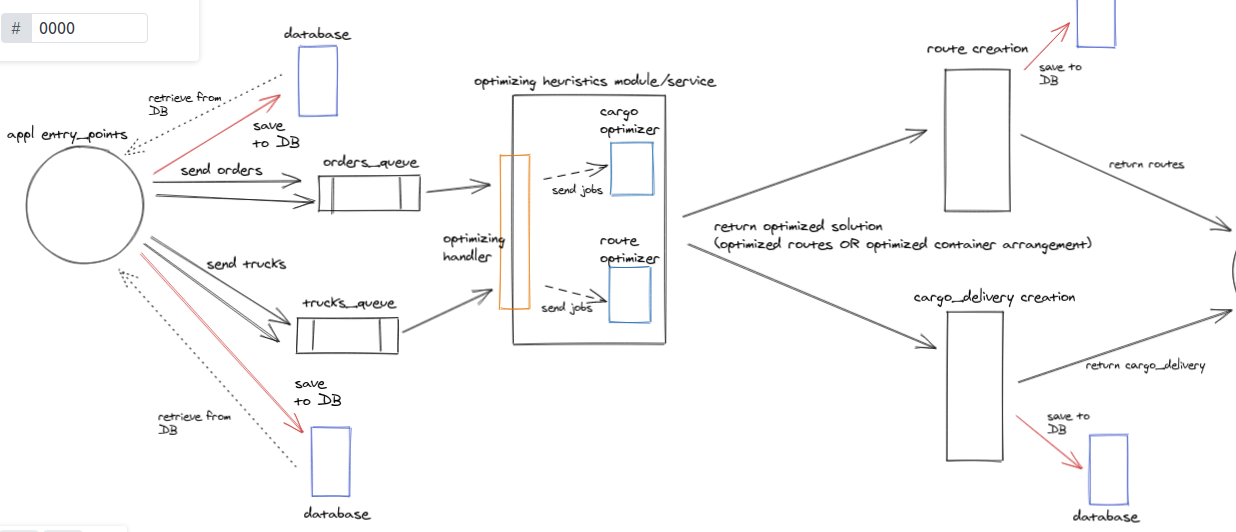 # 0000
database
retrieve from
DB
save
to DB
appl entry_points
send orders
orders_queue
send trucks
trucks_queue
save
to DB
retrieve from
DB
database
optimizing heuristics module/service
cargo
optimizer
send jobs
optimizing
handler
route
optimizer
send jobs
return optimized solution
(optimized routes OR optimized container arrangement)
route creation
save to
DB
return routes
cargo_delivery creation
return cargo_delivery
save to
DB
database